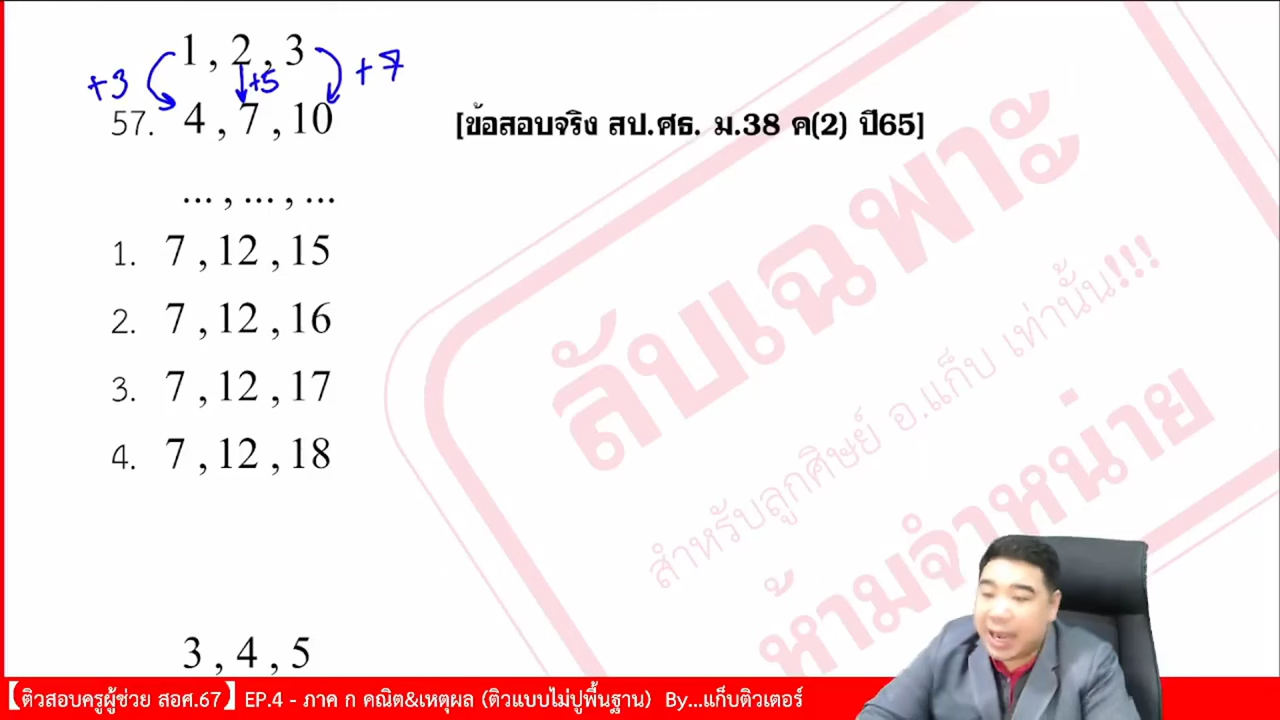 1 , 2 , 3
+3 +5 +7
57. 4 , 7 , 10 [ข้อสอบจริง สป.ศธ. ม.38 ค(2) ปี65]
... , ... , ...
1. 7 , 12 , 15
2. 7 , 12 , 16
3. 7 , 12 , 17
4. 7 , 12 , 18
ลับเฉพาะ
สำหรับลูกศิษย์ อ.แก็บ เท่านั้น!!!
ห้ามจำหน่าย
3 , 4 , 5
【ติวสอบครูผู้ช่วย สอศ.67】 EP.4 - ภาค ก คณิต&เหตุผล (ติวแบบไม่ปูพื้นฐาน) By...แก็บติวเตอร์